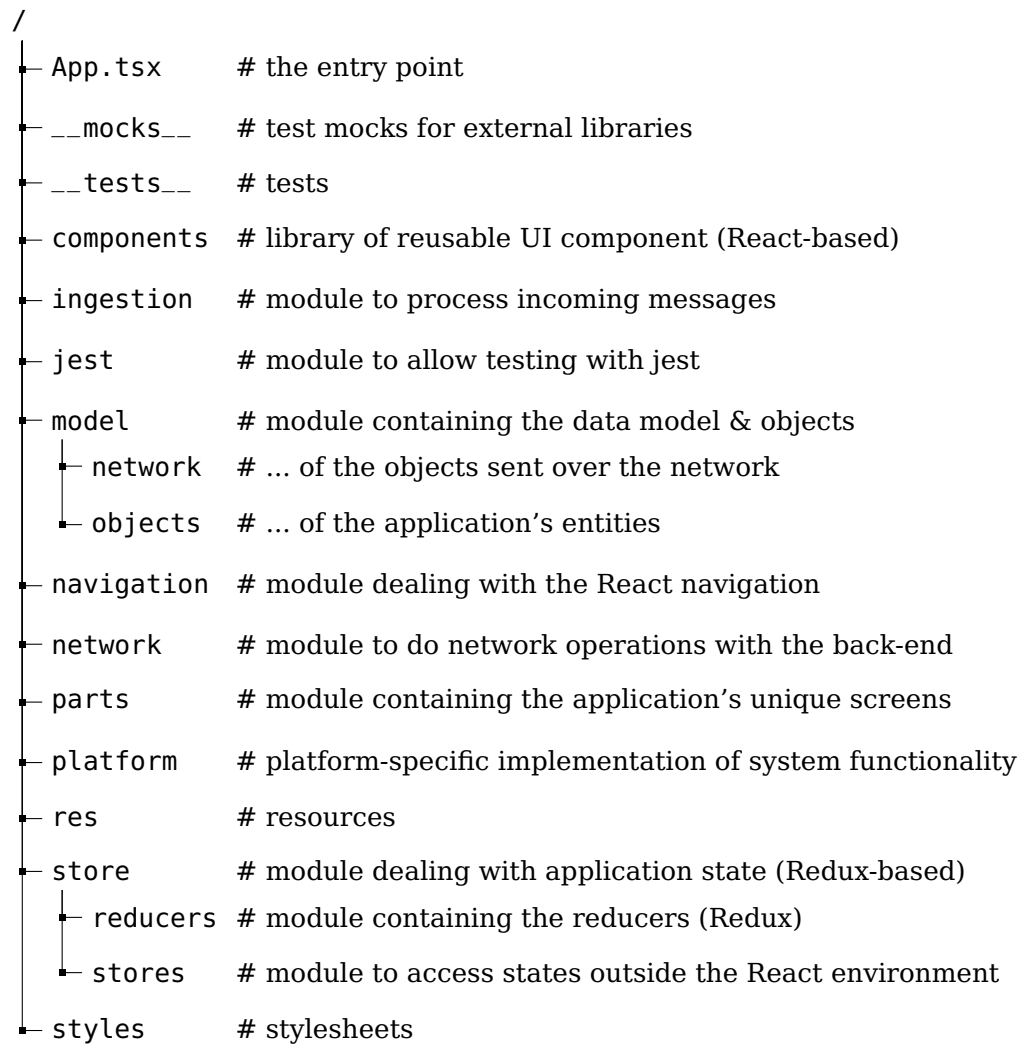 /
App.tsx # the entry point
__mocks__ # test mocks for external libraries
__tests__ # tests
components # library of reusable UI component (React-based)
ingestion # module to process incoming messages
jest # module to allow testing with jest
model # module containing the data model & objects
network # ... of the objects sent over the network
objects # ... of the application’s entities
navigation # module dealing with the React navigation
network # module to do network operations with the back-end
parts # module containing the application’s unique screens
platform # platform-specific implementation of system functionality
res # resources
store # module dealing with application state (Redux-based)
reducers # module containing the reducers (Redux)
stores # module to access states outside the React environment
styles # stylesheets